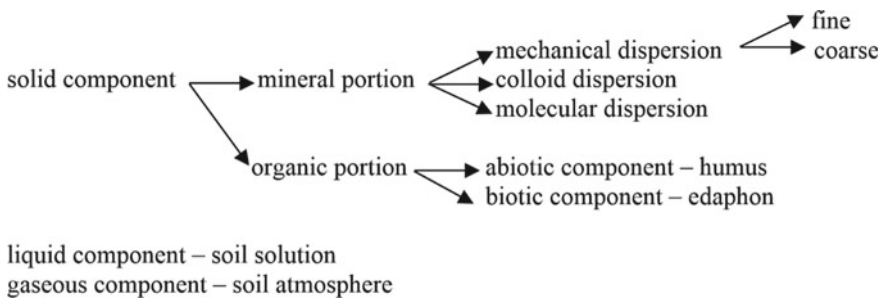 fine
mechanical dispersion
coarse
solid component
mineral portion
colloid dispersion
molecular dispersion
organic portion
abiotic component – humus
biotic component – edaphon
liquid component – soil solution
gaseous component – soil atmosphere